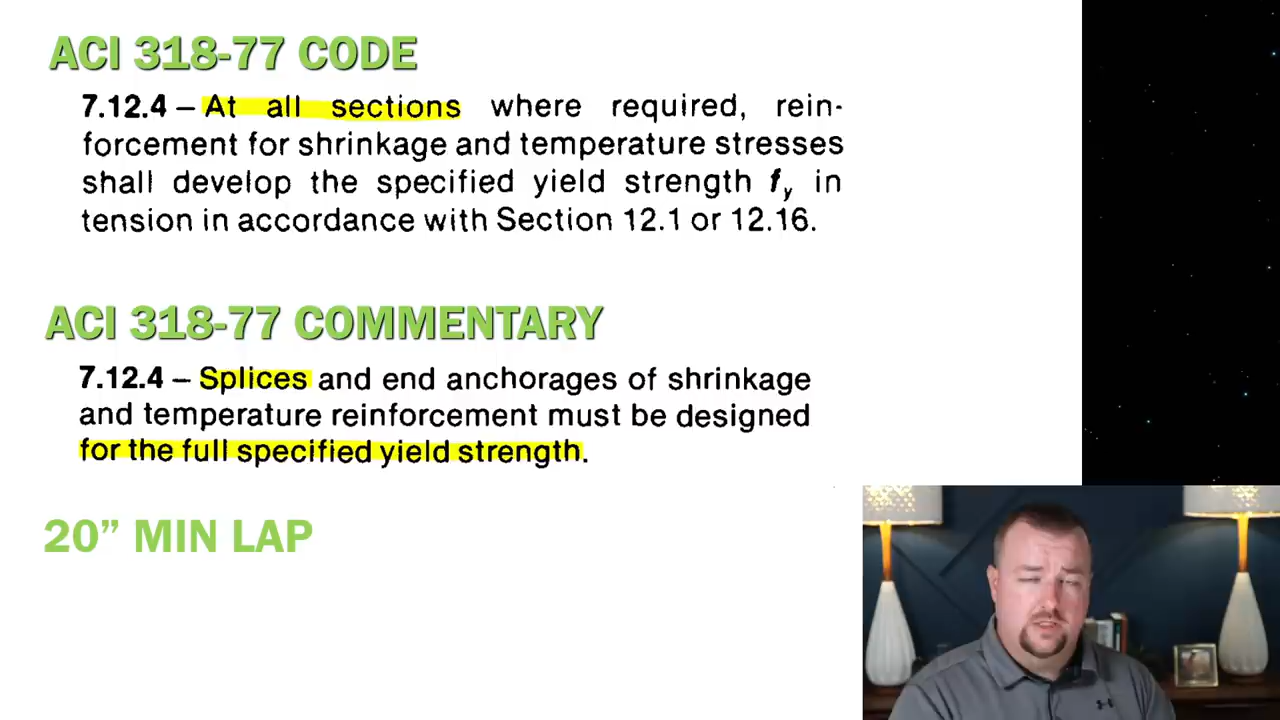 ACI 318-77 CODE
7.12.4 – At all sections where required, rein-
forcement for shrinkage and temperature stresses
shall develop the specified yield strength fy in
tension in accordance with Section 12.1 or 12.16.
ACI 318-77 COMMENTARY
7.12.4 – Splices and end anchorages of shrinkage
and temperature reinforcement must be designed
for the full specified yield strength.
20” MIN LAP